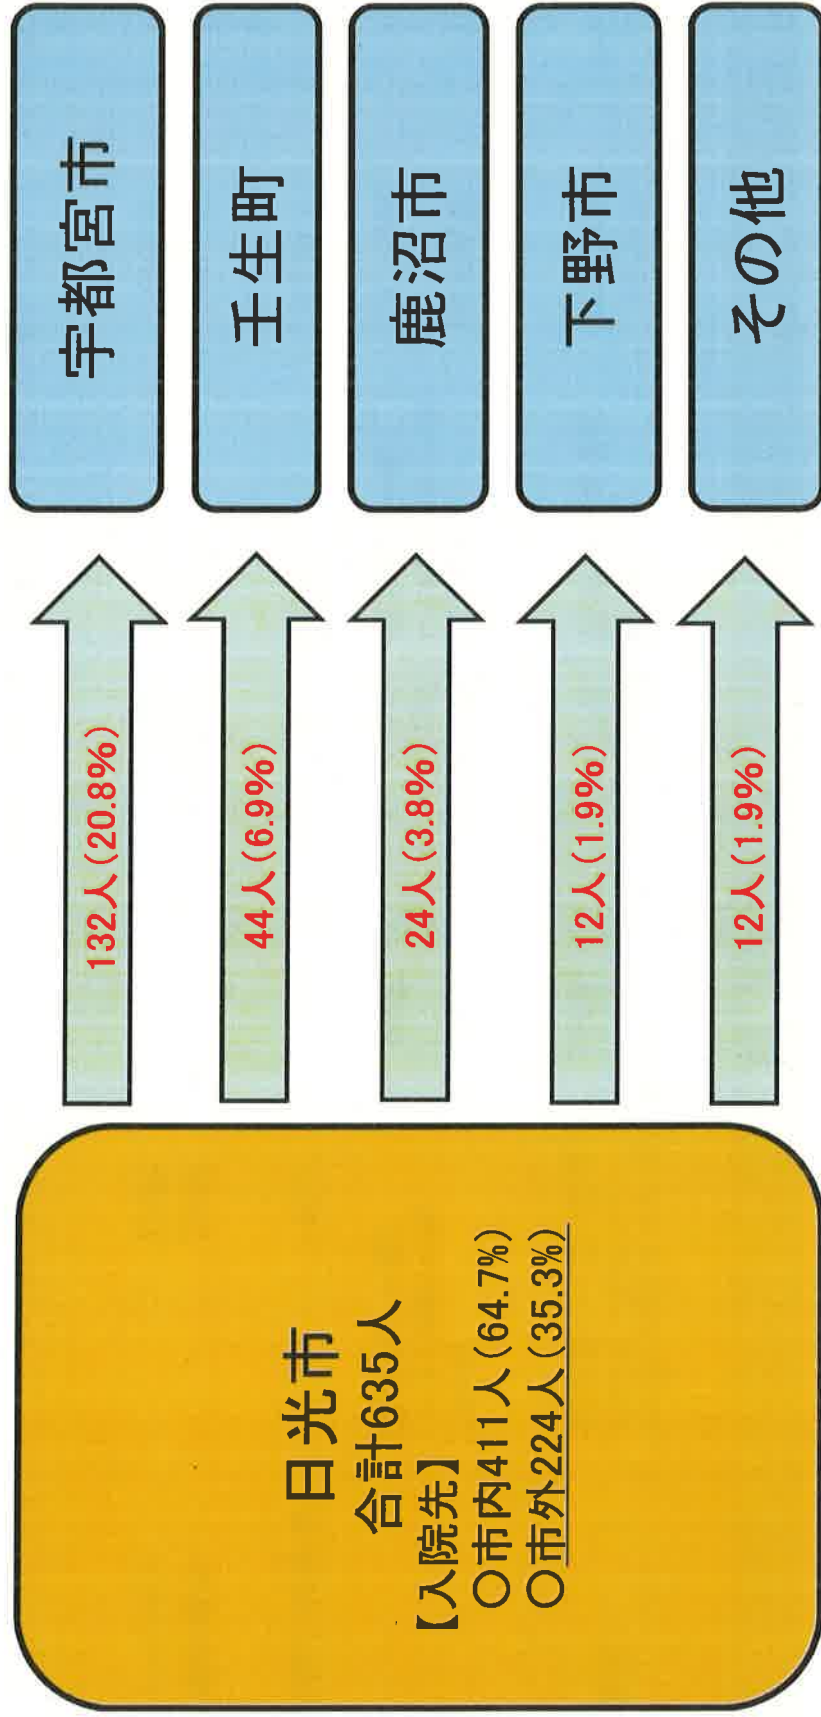 日光市
合計635人
【入院先】
〇市内411人(64.7%)
〇市外224人(35.3%)
132人(20.8%)
宇都宮市
44人(6.9%)
壬生町
24人(3.8%)
鹿沼市
12人(1.9%)
下野市
12人(1.9%)
その他